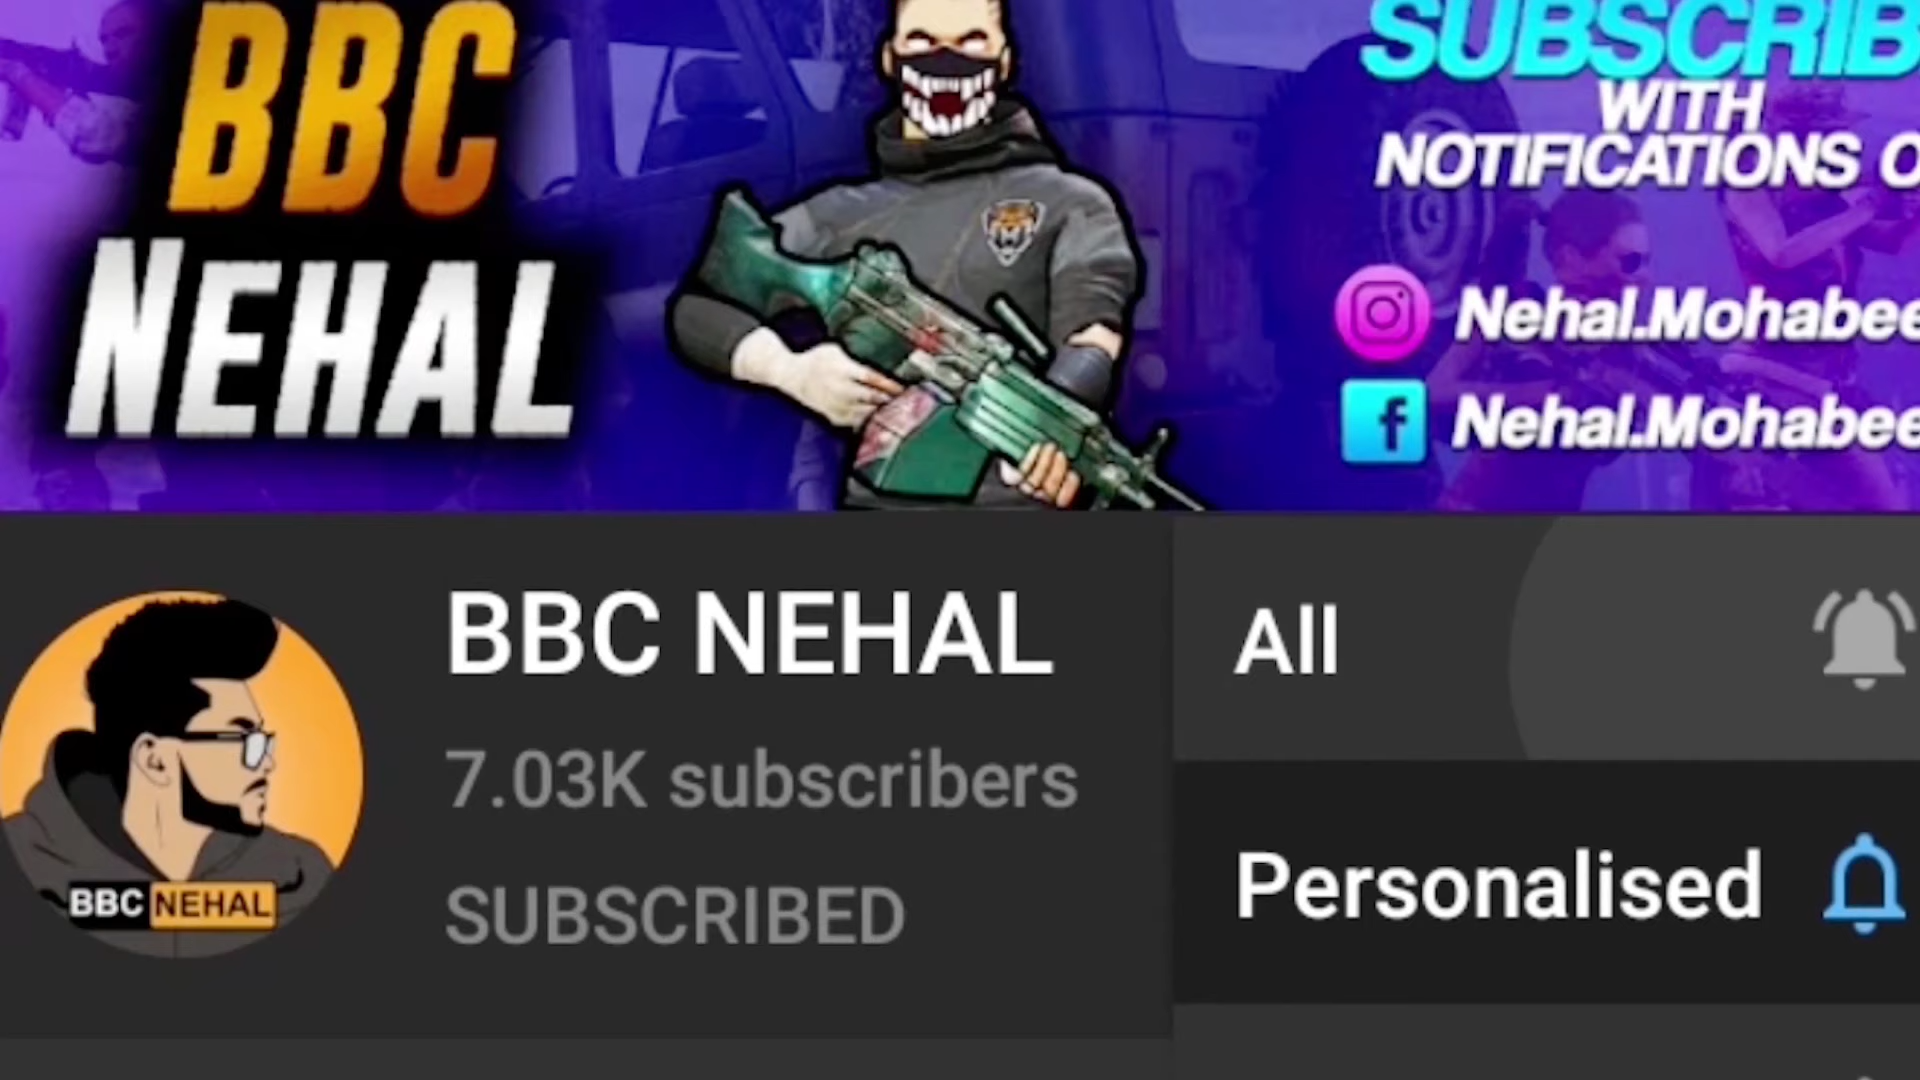 BBC
NEHAL
SUBSCRIB
WITH
NOTIFICATIONS O
Nehal.Mohabee
Nehal.Mohabee
BBC NEHAL
7.03K subscribers
SUBSCRIBED
BBC NEHAL
All
Personalised